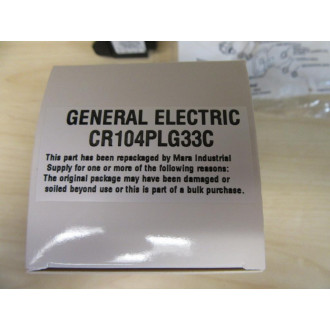 GENERAL ELECTRIC
CR104PLG33C
This part has been repackaged by Mara Industrial
Supply for one or more of the following reasons:
The original package may have been damaged or
soiled beyond use or this is part of a bulk purchase.